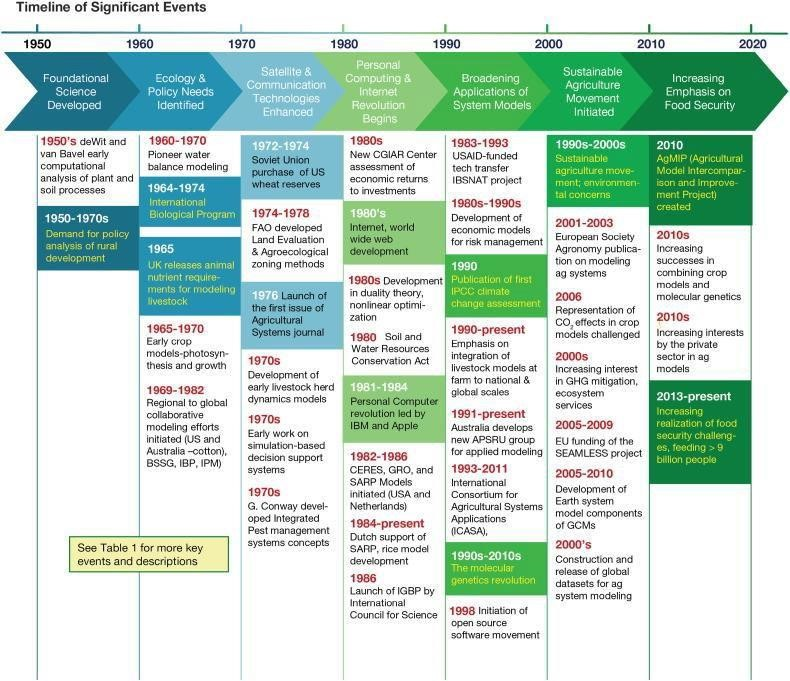 Timeline of Significant Events
1950
1960
1970
1980
1990
2000
2010
2020
Foundational
Science
Developed
Ecology &
Policy Needs
Identified
Satellite &
Communication
Technologies
Enhanced
Personal
Computing &
Internet
Revolution
Begins
Broadening
Applications of
System Models
Sustainable
Agriculture
Movement
Initiated
Increasing
Emphasis on
Food Security
1950's deWit and
van Bavel early
computational
analysis of plant and
soil processes
1950-1970s
Demand for policy
analysis of rural
development
1960-1970
Pioneer water
balance modeling
1964-1974
International
Biological Program
1965
UK releases animal
nutrient require-
ments for modeling
livestock
1965-1970
Early crop
models-photosyn-
thesis and growth
1969-1982
Regional to global
collaborative
modeling efforts
initiated (US and
Australia –cotton),
BSSG, IBP, IPM)
1972-1974
Soviet Union
purchase of US
wheat reserves
1974-1978
FAO developed
Land Evaluation
& Agroecological
zoning methods
1976 Launch of
the first issue of
Agricultural
Systems journal
1970s
Development of
early livestock herd
dynamics models
1970s
Early work on
simulation-based
decision support
systems
1970s
G. Conway devel-
oped Integrated
Pest management
systems concepts
1980s
New CGIAR Center
assessment of
economic returns
to investments
1980's
Internet, world
wide web
development
1980s Development
in duality theory,
nonlinear optimi-
zation
1980 Soil and
Water Resources
Conservation Act
1981-1984
Personal Computer
revolution led by
IBM and Apple
1982-1986
CERES, GRO, and
SARP Models
initiated (USA and
Netherlands)
1984-present
Dutch support of
SARP, rice model
development
1986
Launch of IGBP by
International
Council for Science
1983-1993
USAID-funded
tech transfer
IBSNAT project
1980s-1990s
Development of
economic models
for risk management
1990
Publication of first
IPCC climate
change assessment
1990-present
Emphasis on
integration of
livestock models at
farm to national &
global scales
1991-present
Australia develops
new APSRU group
for applied modeling
1993-2011
International
Consortium for
Agricultural Systems
Applications
(ICASA),
1990s-2010s
The molecular
genetics revolution
1998 Initiation of
open source
software movement
1990s-2000s
Sustainable
agriculture move-
ment; environmen-
tal concerns
2001-2003
European Society
Agronomy publica-
tion on modeling
ag systems
2006
Representation of
CO2 effects in crop
models challenged
2000s
Increasing interest
in GHG mitigation,
ecosystem
services
2005-2009
EU funding of the
SEAMLESS project
2005-2010
Development of
Earth system
model components
of GCMs
2000's
Construction and
release of global
datasets for ag
system modeling
2010
AgMIP (Agricultural
Model Intercompar-
ison and Improve-
ment Project)
created
2010s
Increasing
successes in
combining crop
models and
molecular genetics
2010s
Increasing interests
by the private
sector in ag
models
2013-present
Increasing
realization of food
security challeng-
es, feeding > 9
billion people
See Table 1 for more key
events and descriptions